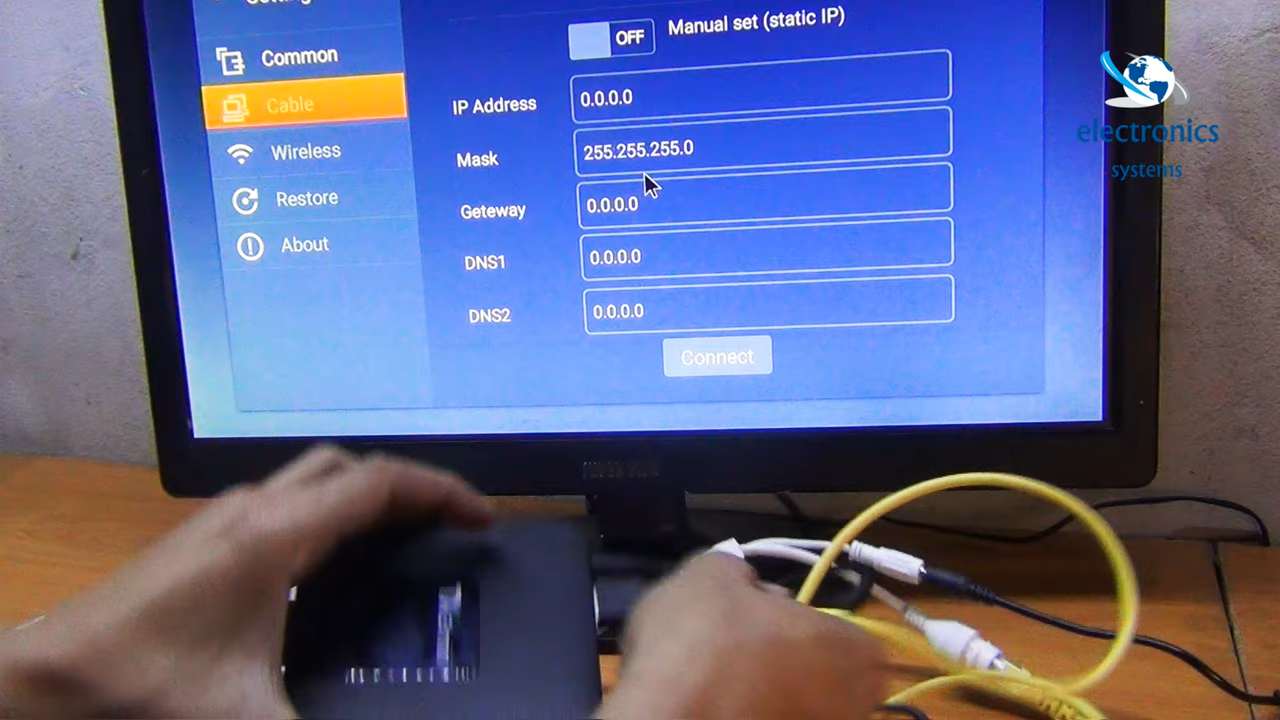 Common
Cable
Wireless
Restore
About
OFF
Manual set (static IP)
IP Address
0.0.0.0
Mask
255.255.255.0
Geteway
0.0.0.0
DNS1
0.0.0.0
DNS2
0.0.0.0
Connect
electronics
systems